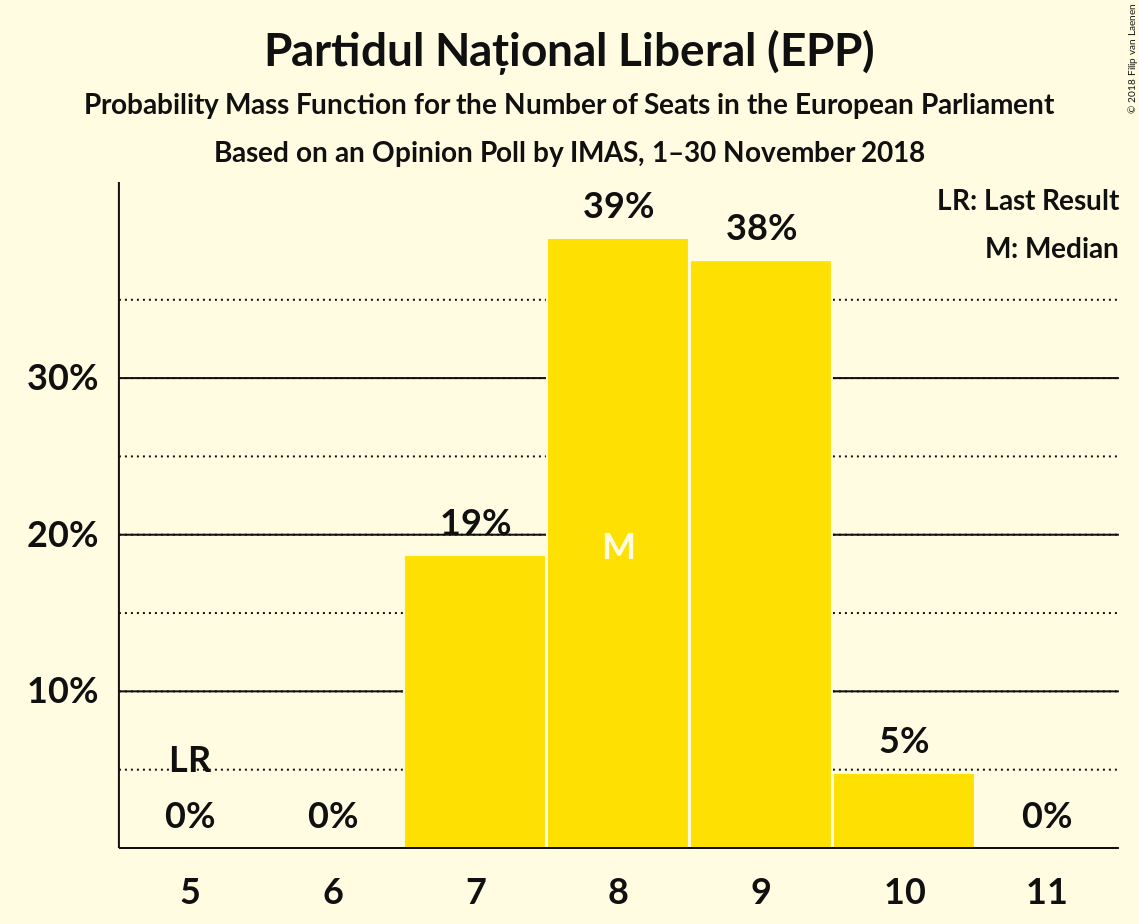 Partidul Național Liberal (EPP)
Probability Mass Function for the Number of Seats in the European Parliament
Based on an Opinion Poll by IMAS, 1–30 November 2018
© 2018 Filip van Laenen
LR: Last Result
M: Median
39%
38%
30%
20%
19%
M
10%
5%
LR
0%
0%
0%
5
6
7
8
9
10
11